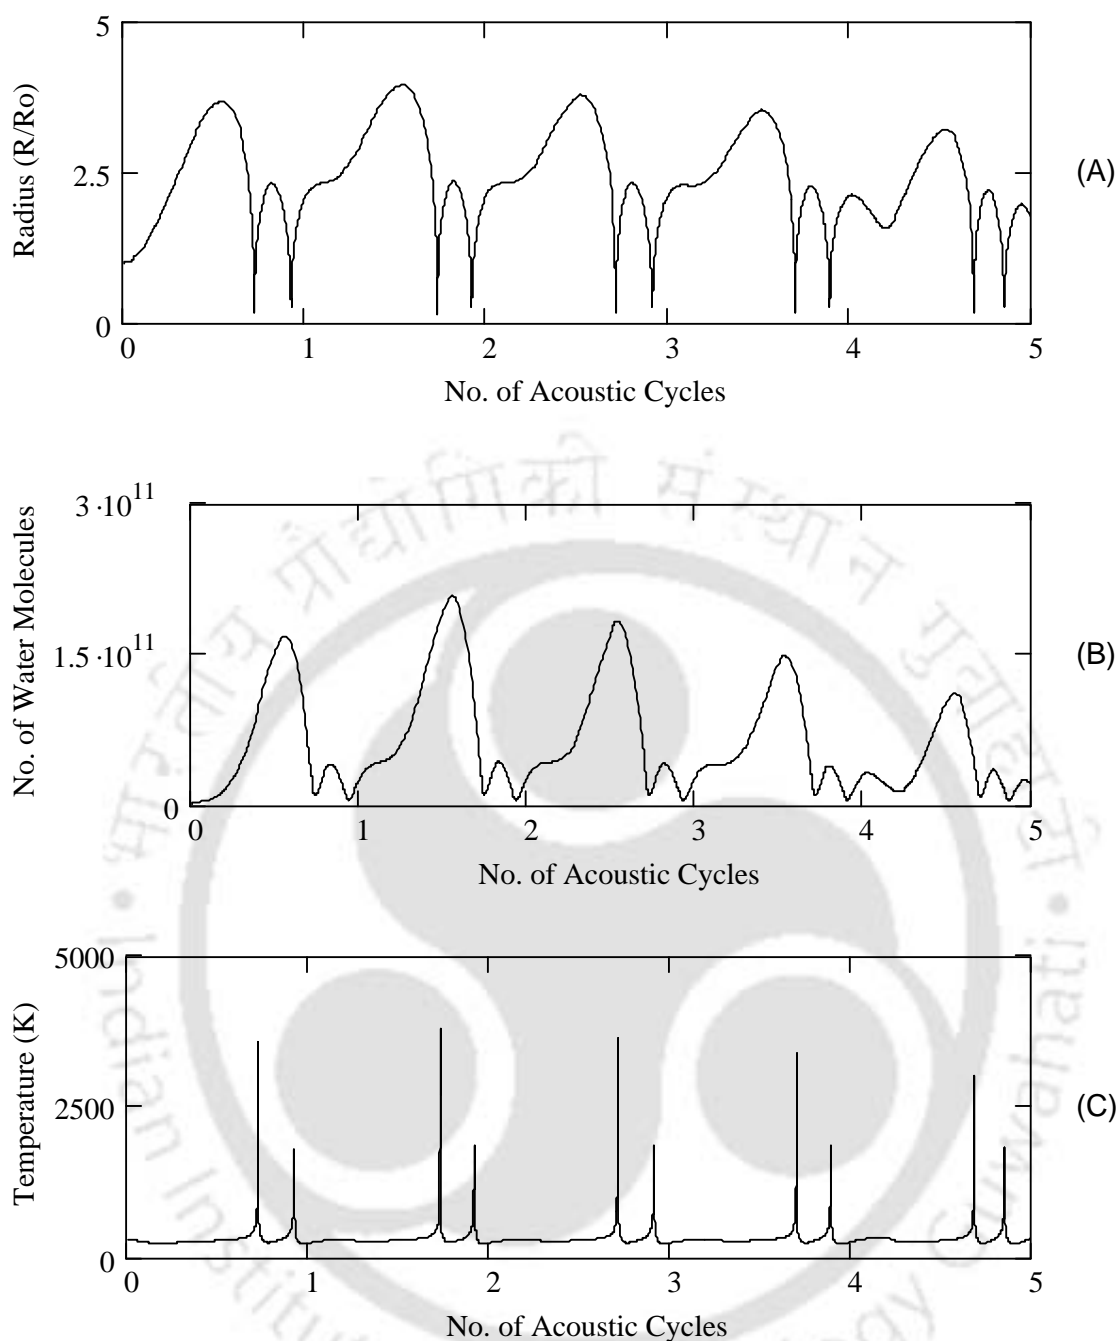 5
2.5
0
Radius (R/Ro)
0 1 2 3 4 5
No. of Acoustic Cycles
(A)
3·10^11
1.5·10^11
0
No. of Water Molecules
0 1 2 3 4 5
No. of Acoustic Cycles
(B)
5000
2500
0
Temperature (K)
0 1 2 3 4 5
No. of Acoustic Cycles
(C)
Indian
Guwahati